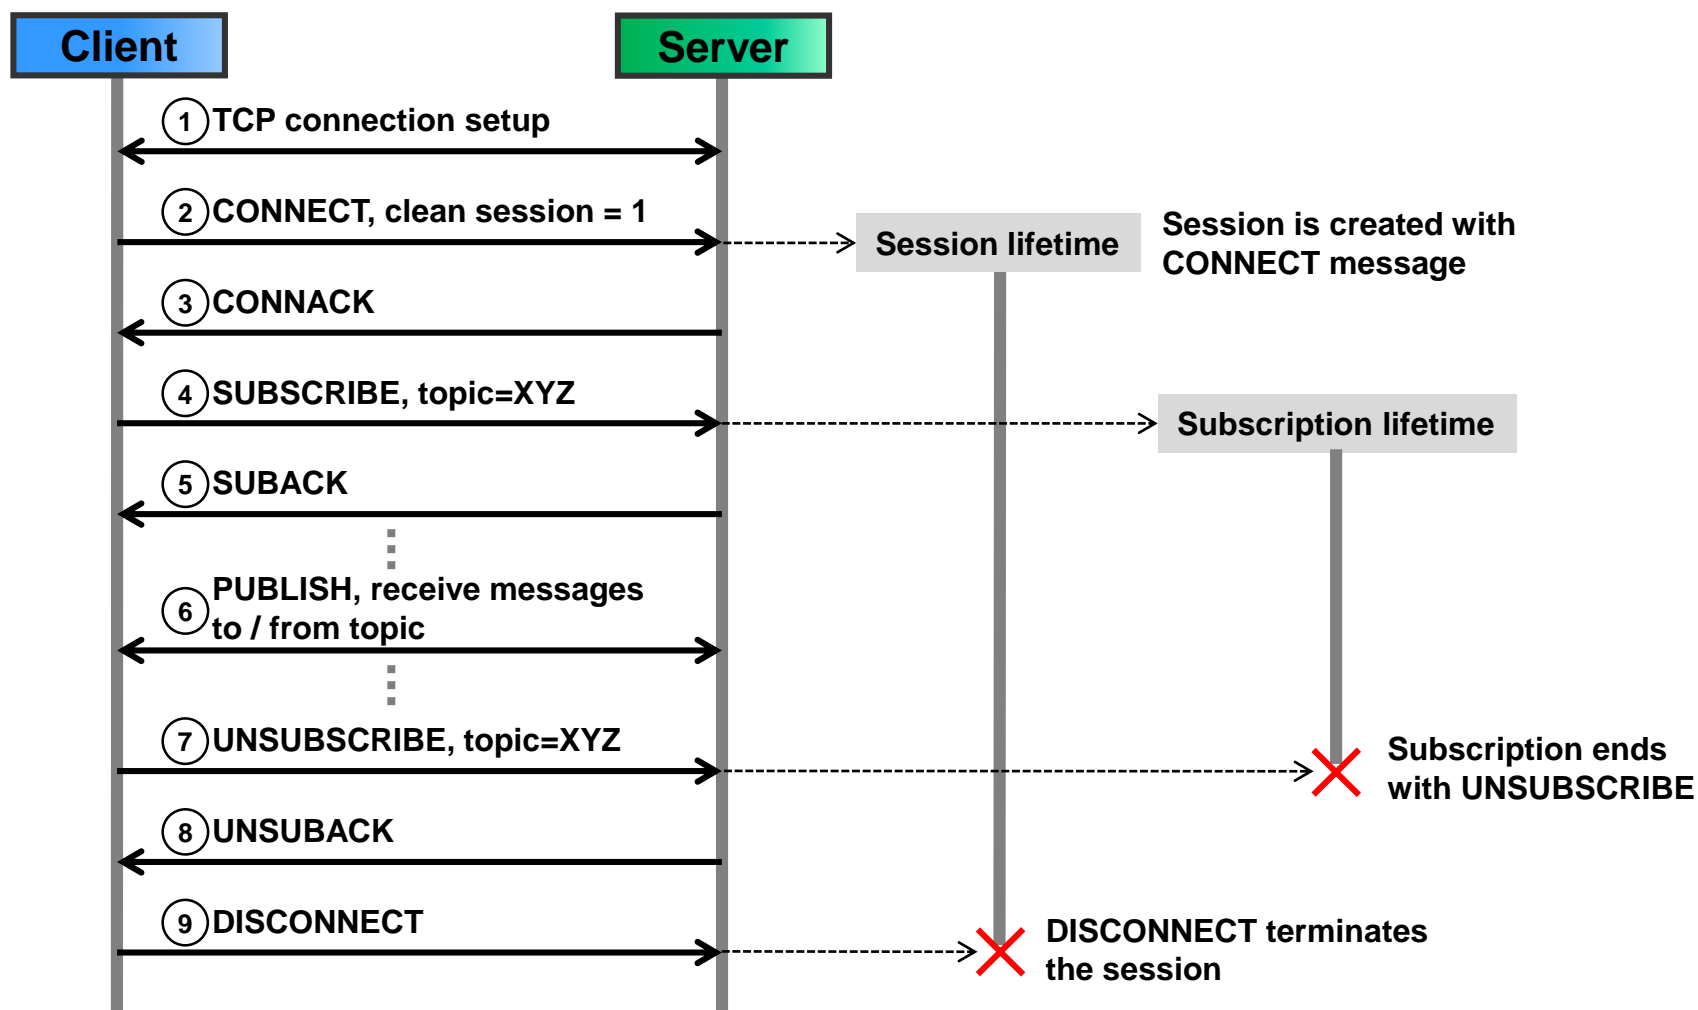 Client
Server
1 TCP connection setup
2 CONNECT, clean session = 1
Session lifetime
Session is created with
CONNECT message
3 CONNACK
4 SUBSCRIBE, topic=XYZ
Subscription lifetime
5 SUBACK
PUBLISH, receive messages
6
to / from topic
7 UNSUBSCRIBE, topic=XYZ
Subscription ends
with UNSUBSCRIBE
8 UNSUBACK
9 DISCONNECT
DISCONNECT terminates
the session